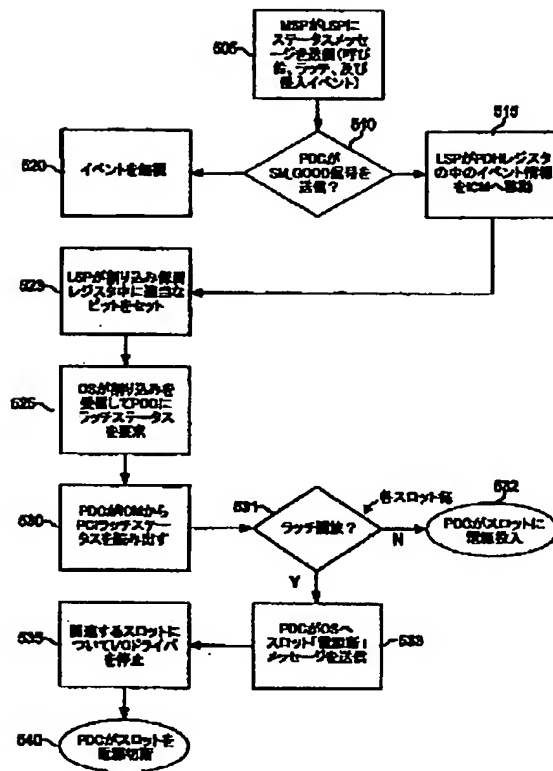 505
MSPがLSPに
ステータスメッセ
ージを送信(呼び
出、ラッチ、及び
侵入イベント)
510
PDCが
SM_GOOD信号を
送信?
515
LSPがPDHレジスタ
の中のイベント情報
をICMへ移動
520
イベントを無視
523
LSPが割り込み保留
レジスタ中に適当な
ビットをセット
525
OSが割り込みを
受信してPDCに
ラッチステータス
を要求
530
PDCがICMから
PCIラッチステー
タスを読み出す
531
ラッチ開放?
各スロット毎
N
532
PDCがスロットに
電源投入
Y
533
PDCがOSへ
スロット「電源断」
メッセージを送信
535
関連するスロットに
ついてI/Oドライバ
を停止
540
PDCがスロットを
電源切断